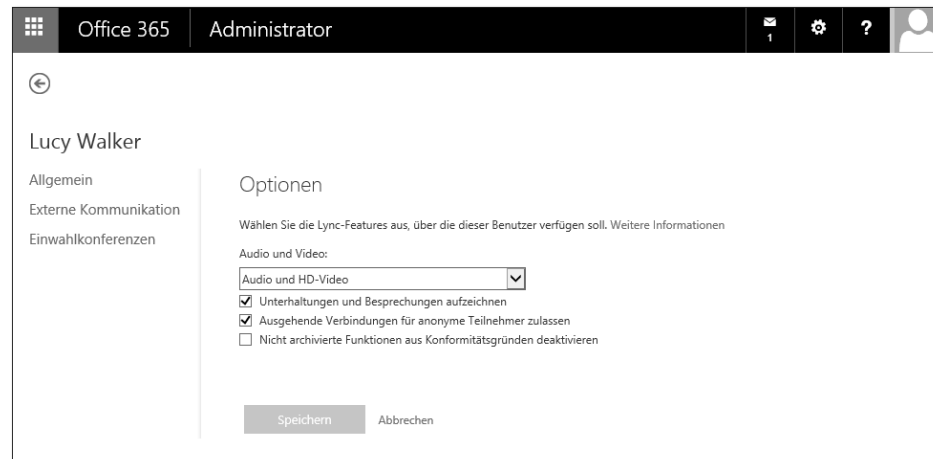 Office 365 Administrator 1 ?
Lucy Walker
Allgemein
Externe Kommunikation
Einwahlkonferenzen
Optionen
Wählen Sie die Lync-Features aus, über die dieser Benutzer verfügen soll. Weitere Informationen
Audio und Video:
Audio und HD-Video
Unterhaltungen und Besprechungen aufzeichnen
Ausgehende Verbindungen für anonyme Teilnehmer zulassen
Nicht archivierte Funktionen aus Konformitätsgründen deaktivieren
Speichern Abbrechen